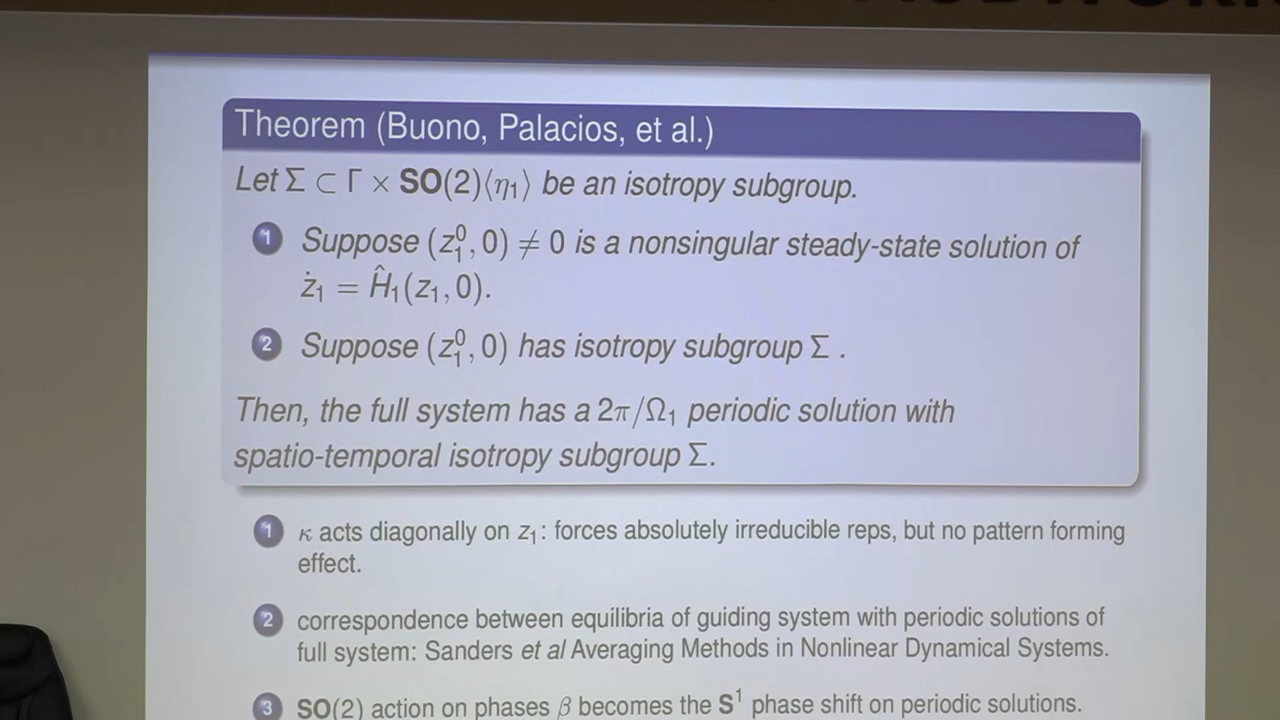 Theorem (Buono, Palacios, et al.)
Let Σ ⊂ Γ × SO(2)⟨η₁⟩ be an isotropy subgroup.
1 Suppose (z₁⁰, 0) ≠ 0 is a nonsingular steady-state solution of
ż₁ = Ĥ₁(z₁, 0).
2 Suppose (z₁⁰, 0) has isotropy subgroup Σ .
Then, the full system has a 2π/Ω₁ periodic solution with
spatio-temporal isotropy subgroup Σ.
1 κ acts diagonally on z₁: forces absolutely irreducible reps, but no pattern forming
effect.
2 correspondence between equilibria of guiding system with periodic solutions of
full system: Sanders et al Averaging Methods in Nonlinear Dynamical Systems.
3 SO(2) action on phases β becomes the S¹ phase shift on periodic solutions.